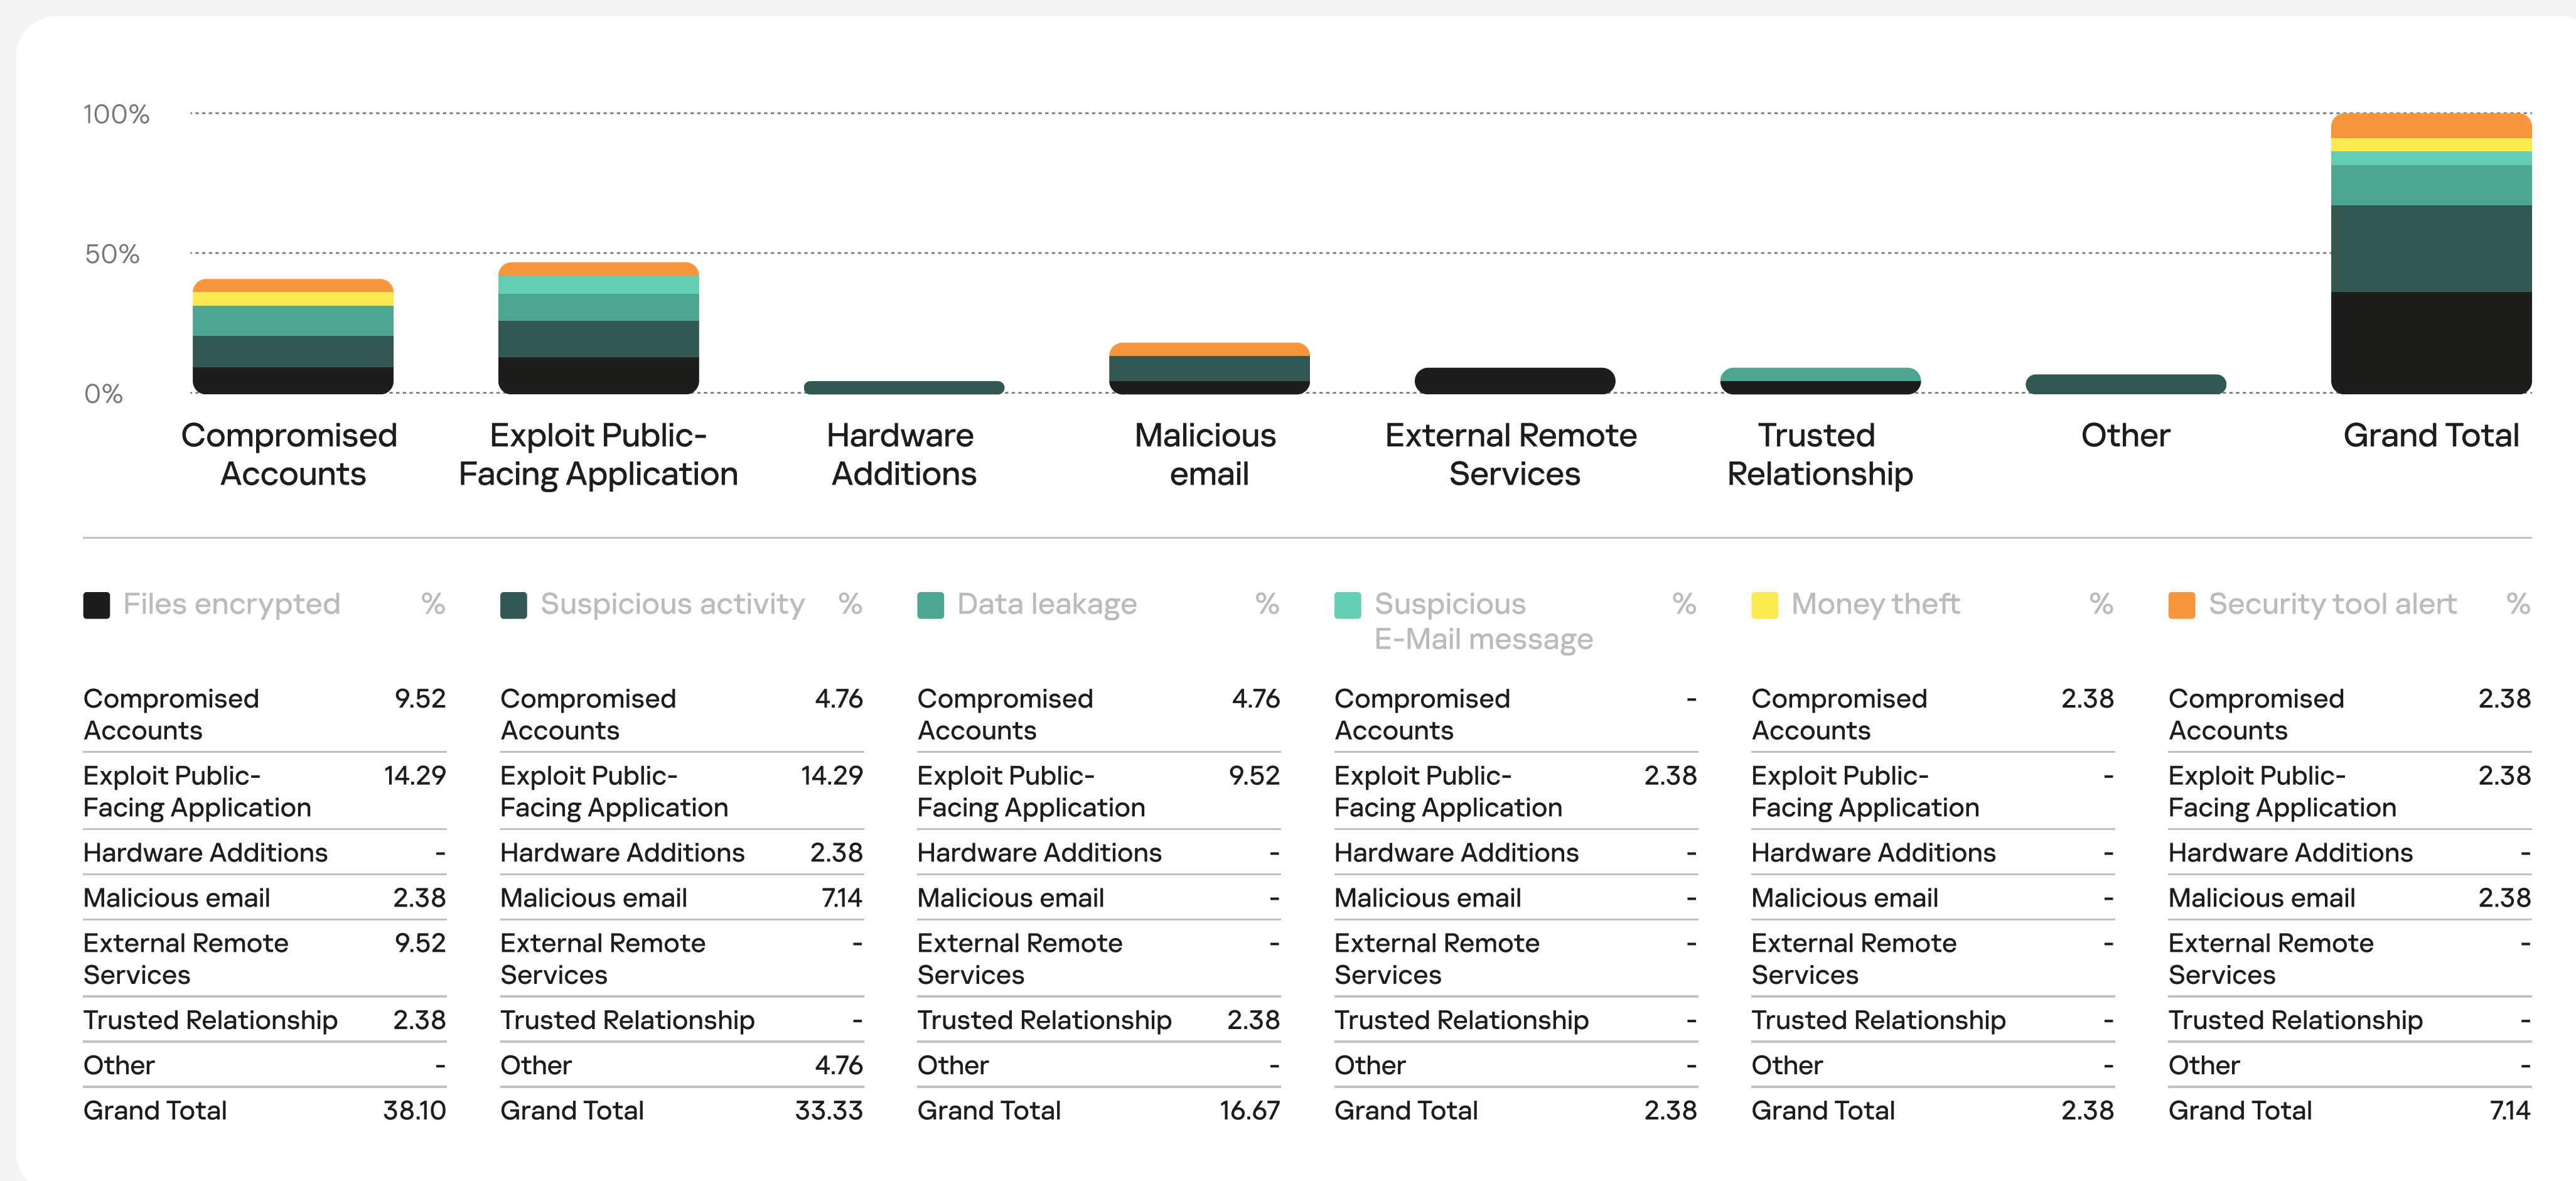 100%
50%
0%
Compromised
Accounts
Exploit Public-
Facing Application
Hardware
Additions
Malicious
email
External Remote
Services
Trusted
Relationship
Other
Grand Total
Files encrypted %
Compromised 9.52
Accounts
Exploit Public- 14.29
Facing Application
Hardware Additions -
Malicious email 2.38
External Remote 9.52
Services
Trusted Relationship 2.38
Other -
Grand Total 38.10
Suspicious activity %
Compromised 4.76
Accounts
Exploit Public- 14.29
Facing Application
Hardware Additions 2.38
Malicious email 7.14
External Remote -
Services
Trusted Relationship -
Other 4.76
Grand Total 33.33
Data leakage %
Compromised 4.76
Accounts
Exploit Public- 9.52
Facing Application
Hardware Additions -
Malicious email -
External Remote -
Services
Trusted Relationship 2.38
Other -
Grand Total 16.67
Suspicious %
E-Mail message
Compromised -
Accounts
Exploit Public- 2.38
Facing Application
Hardware Additions -
Malicious email -
External Remote -
Services
Trusted Relationship -
Other -
Grand Total 2.38
Money theft %
Compromised 2.38
Accounts
Exploit Public- -
Facing Application
Hardware Additions -
Malicious email -
External Remote -
Services
Trusted Relationship -
Other -
Grand Total 2.38
Security tool alert %
Compromised 2.38
Accounts
Exploit Public- 2.38
Facing Application
Hardware Additions -
Malicious email 2.38
External Remote -
Services
Trusted Relationship -
Other -
Grand Total 7.14